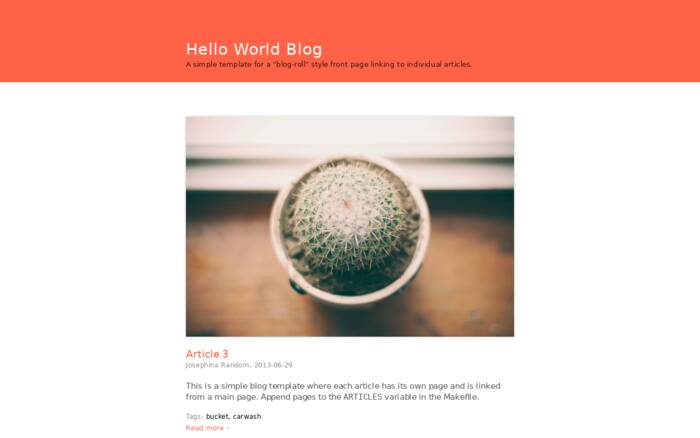 Hello World Blog
A simple template for a "blog-roll" style front page linking to individual articles.
Article 3
Josephina Random, 2013-06-29
This is a simple blog template where each article has its own page and is linked
from a main page. Append pages to the ARTICLES variable in the Makefile.
Tags: bucket, carwash.
Read more ›